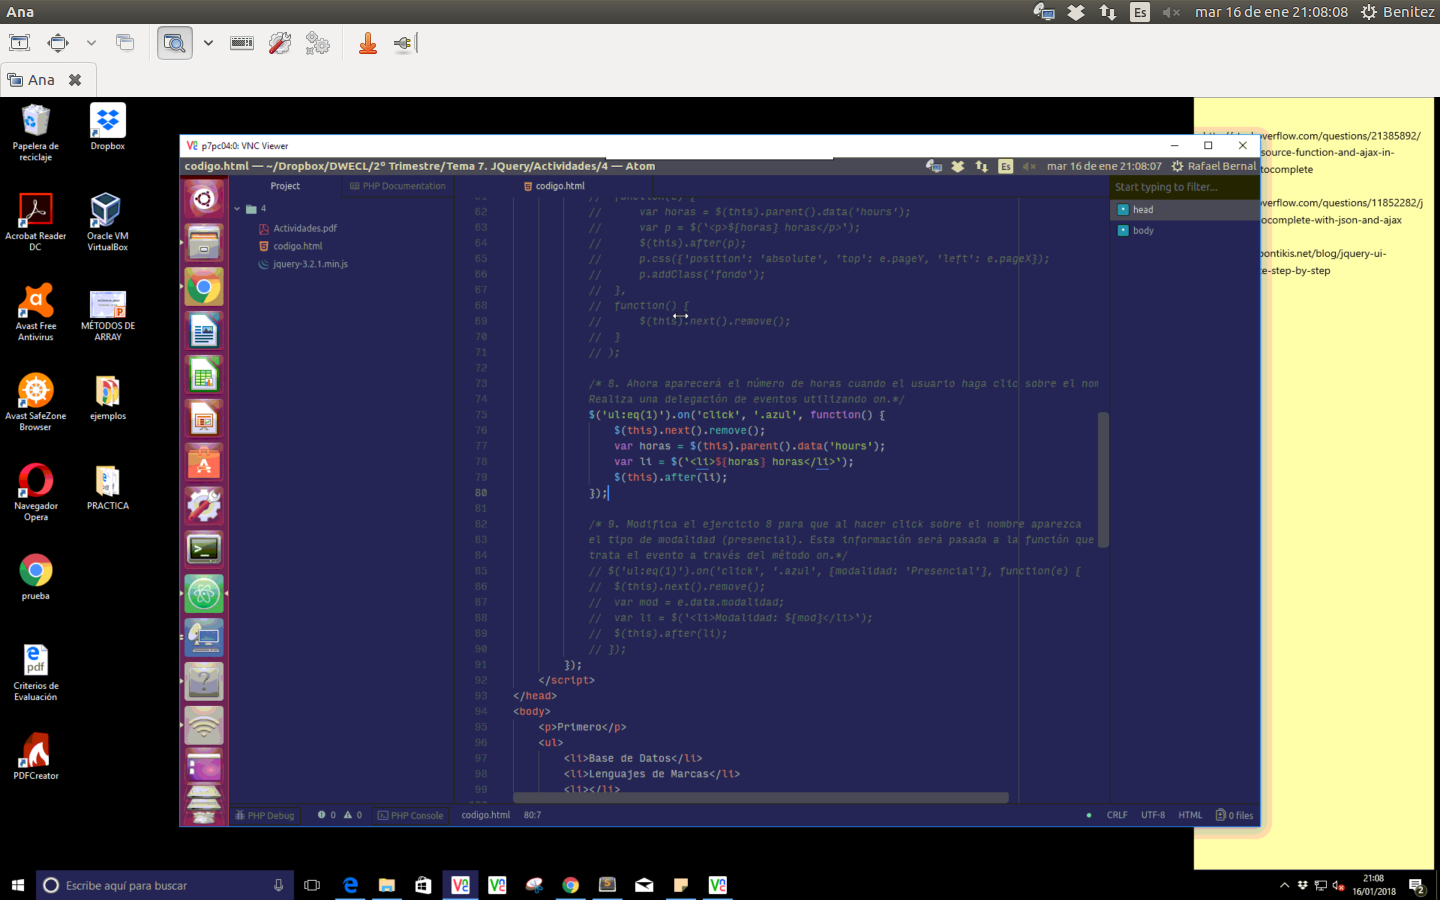 Ana
Es
mar 16 de ene 21:08:08
Benitez
Ana
Papelera de
reciclaje
Dropbox
Acrobat Reader
DC
Oracle VM
VirtualBox
Avast Free
Antivirus
MÉTODOS DE
ARRAY
Avast SafeZone
Browser
ejemplos
Navegador
Opera
PRACTICA
prueba
Criterios de
Evaluación
PDFCreator
overflow.com/questions/21385892/
source-function-and-ajax-in-
tocomplete
overflow.com/questions/11852282/j
tocomplete-with-json-and-ajax
pontikis.net/blog/jquery-ui-
te-step-by-step
p7pc04:0: VNC Viewer
codigo.html — ~/Dropbox/DWECL/2º Trimestre/Tema 7. JQuery/Actividades/4 — Atom
Es
mar 16 de ene 21:08:07
Rafael Bernal
Project
PHP Documentation
codigo.html
Start typing to filter...
4
Actividades.pdf
codigo.html
jquery-3.2.1.min.js
head
body
62 //      var horas = $(this).parent().data('hours');
63 //      var p = $(`<p>${horas} horas</p>`);
64 //      $(this).after(p);
65 //      p.css({'position': 'absolute', 'top': e.pageY, 'left': e.pageX});
66 //      p.addClass('fondo');
67 //  },
68 //  function() {
69 //      $(this).next().remove();
70 //  }
71 // );
72
73 /* 8. Ahora aparecerá el número de horas cuando el usuario haga clic sobre el nom
74 Realiza una delegación de eventos utilizando on.*/
75 $('ul:eq(1)').on('click', '.azul', function() {
76     $(this).next().remove();
77     var horas = $(this).parent().data('hours');
78     var li = $(`<li>${horas} horas</li>`);
79     $(this).after(li);
80 });
81
82 /* 9. Modifica el ejercicio 8 para que al hacer click sobre el nombre aparezca
83 el tipo de modalidad (presencial). Esta información será pasada a la función que
84 trata el evento a través del método on.*/
85 // $('ul:eq(1)').on('click', '.azul', {modalidad: 'Presencial'}, function(e) {
86 //  $(this).next().remove();
87 //  var mod = e.data.modalidad;
88 //  var li = $(`<li>Modalidad: ${mod}</li>`);
89 //  $(this).after(li);
90 // });
91 });
92 </script>
93 </head>
94 <body>
95 <p>Primero</p>
96 <ul>
97 <li>Base de Datos</li>
98 <li>Lenguajes de Marcas</li>
99 <li></li>
PHP Debug
0
0
PHP Console
codigo.html
80:7
CRLF
UTF-8
HTML
0 files
Escribe aquí para buscar
21:08
16/01/2018
2